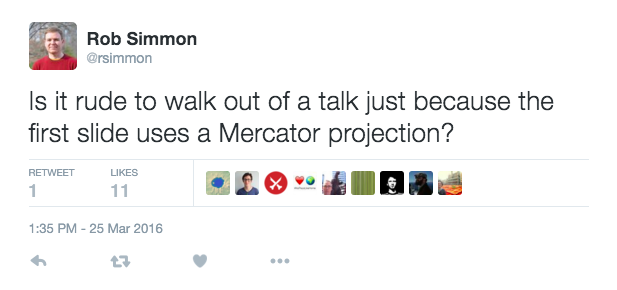 Rob Simmon
@rsimmon
Is it rude to walk out of a talk just because the
first slide uses a Mercator projection?
RETWEET LIKES
1 11
1:35 PM - 25 Mar 2016